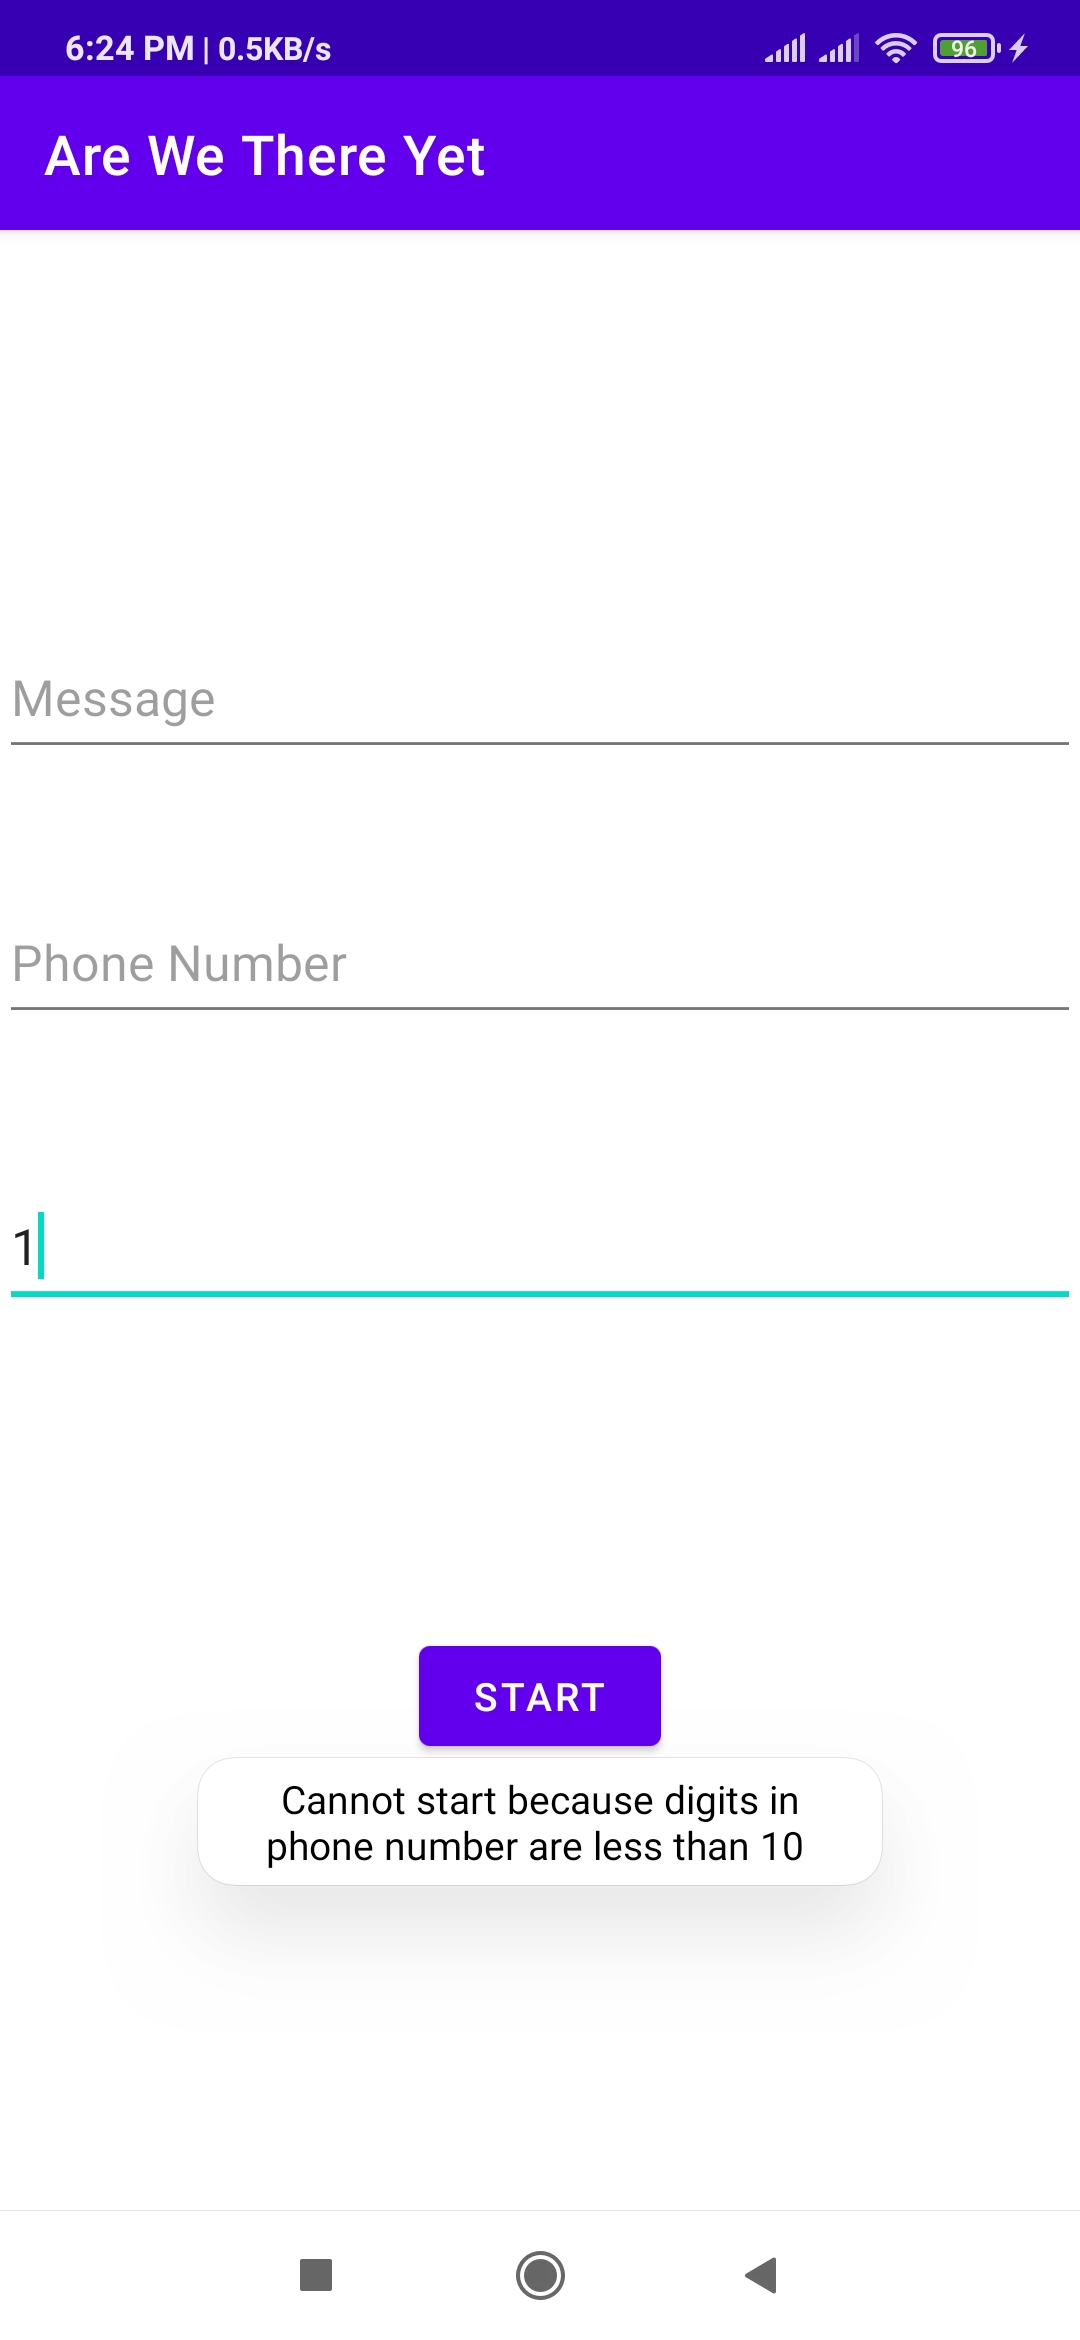 6:24 PM | 0.5KB/s 96
Are We There Yet
Message
Phone Number
1
START
Cannot start because digits in
phone number are less than 10